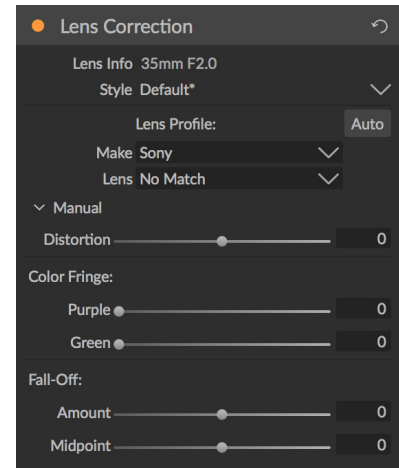 Lens Correction
Lens Info 35mm F2.0
Style Default*
Lens Profile: Auto
Make Sony
Lens No Match
Manual
Distortion 0
Color Fringe:
Purple 0
Green 0
Fall-Off:
Amount 0
Midpoint 0